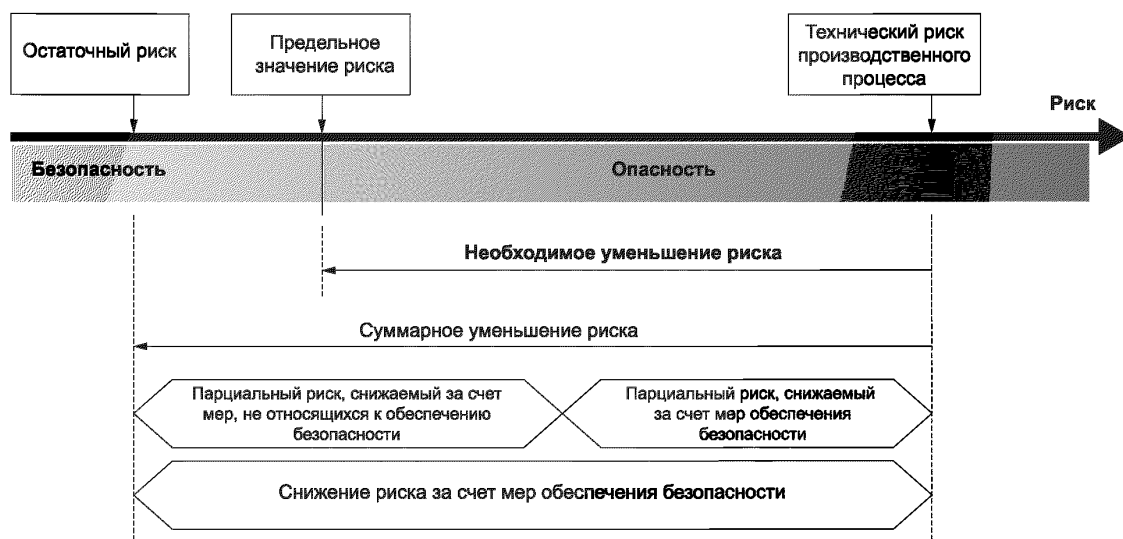 Остаточный риск
Предельное
значение риска
Технический риск
производственного
процесса
Риск
Безопасность
Опасность
Необходимое уменьшение риска
Суммарное уменьшение риска
Парциальный риск, снижаемый за счет
мер, не относящихся к обеспечению
безопасности
Парциальный риск, снижаемый
за счет мер обеспечения
безопасности
Снижение риска за счет мер обеспечения безопасности